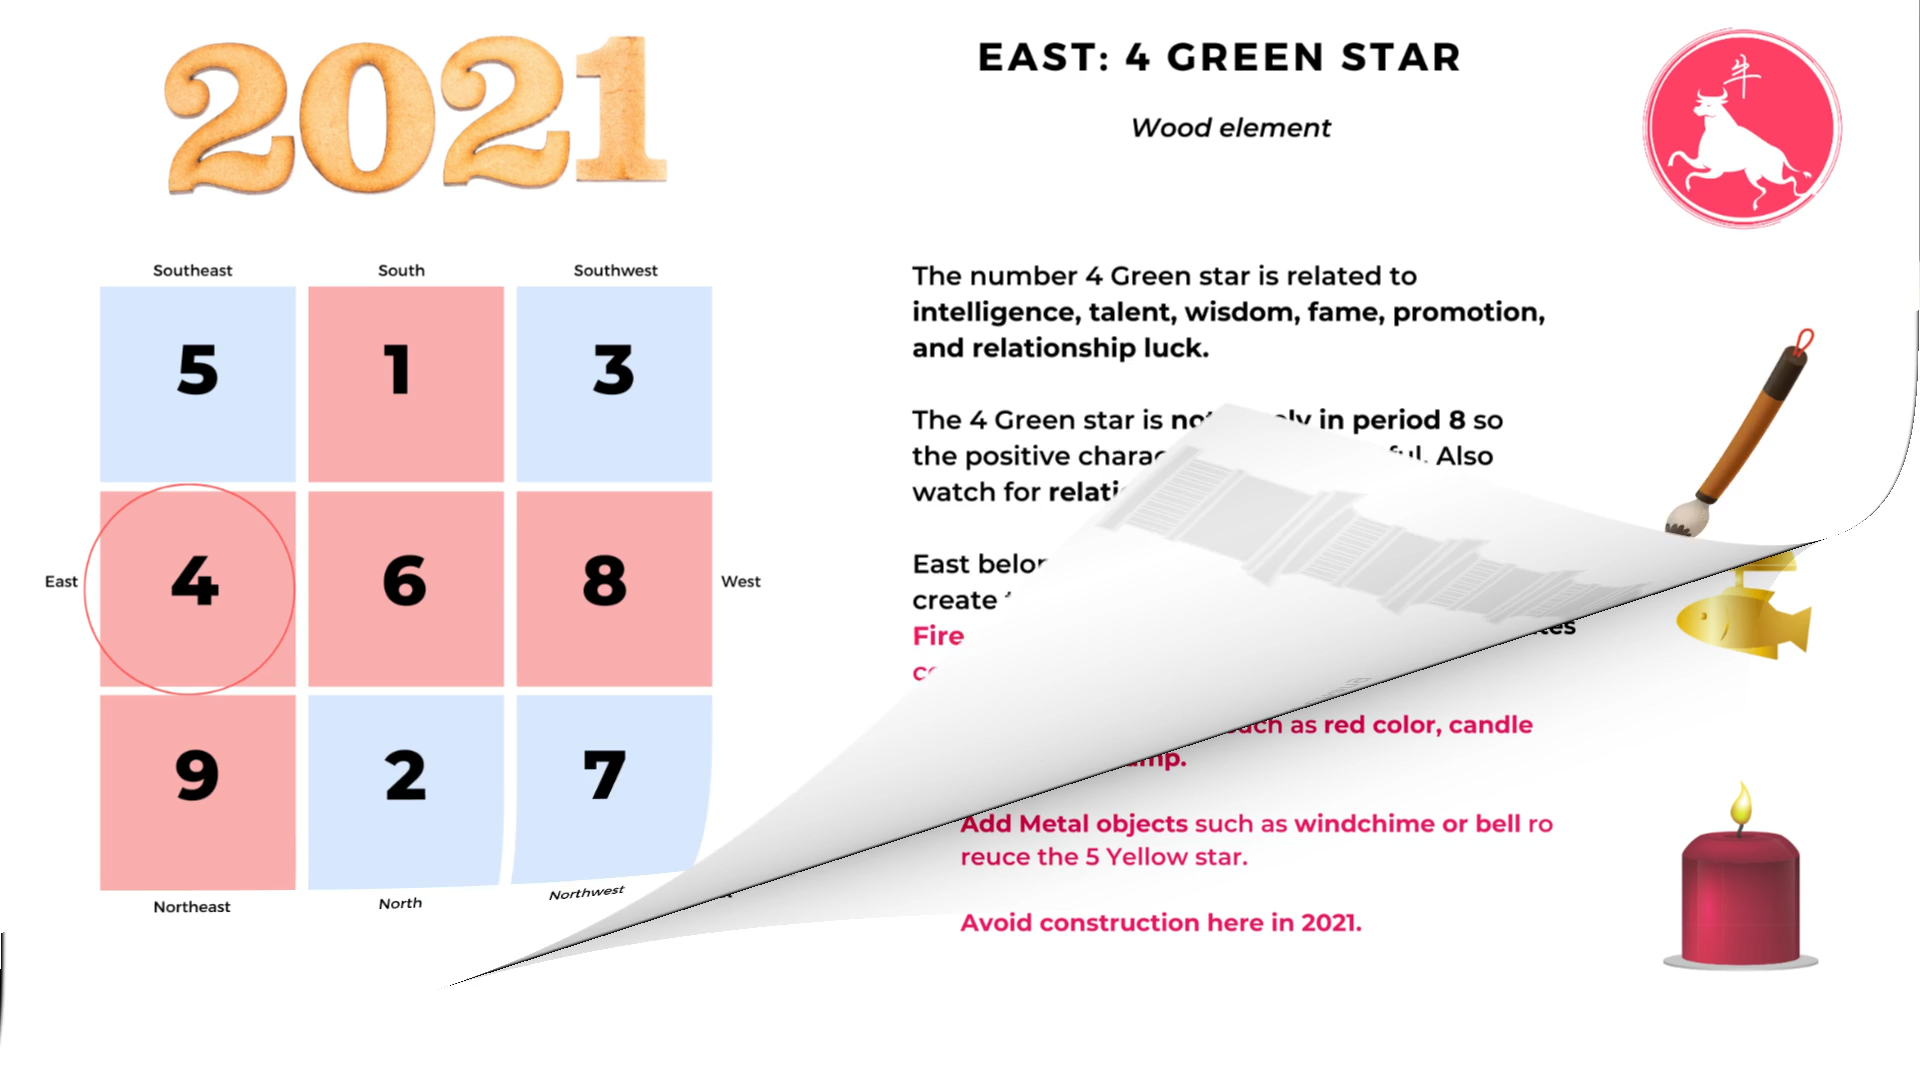 2021
EAST: 4 GREEN STAR
Wood element
牛
Southeast South Southwest
5 1 3
East 4 6 8 West
9 2 7
Northeast North Northwest
The number 4 Green star is related to
intelligence, talent, wisdom, fame, promotion,
and relationship luck.
The 4 Green star is in period 8 so
the positive Also
watch for
East
create
Fire
such as red color, candle
Add Metal objects such as windchime or bell ro
reuce the 5 Yellow star.
Avoid construction here in 2021.